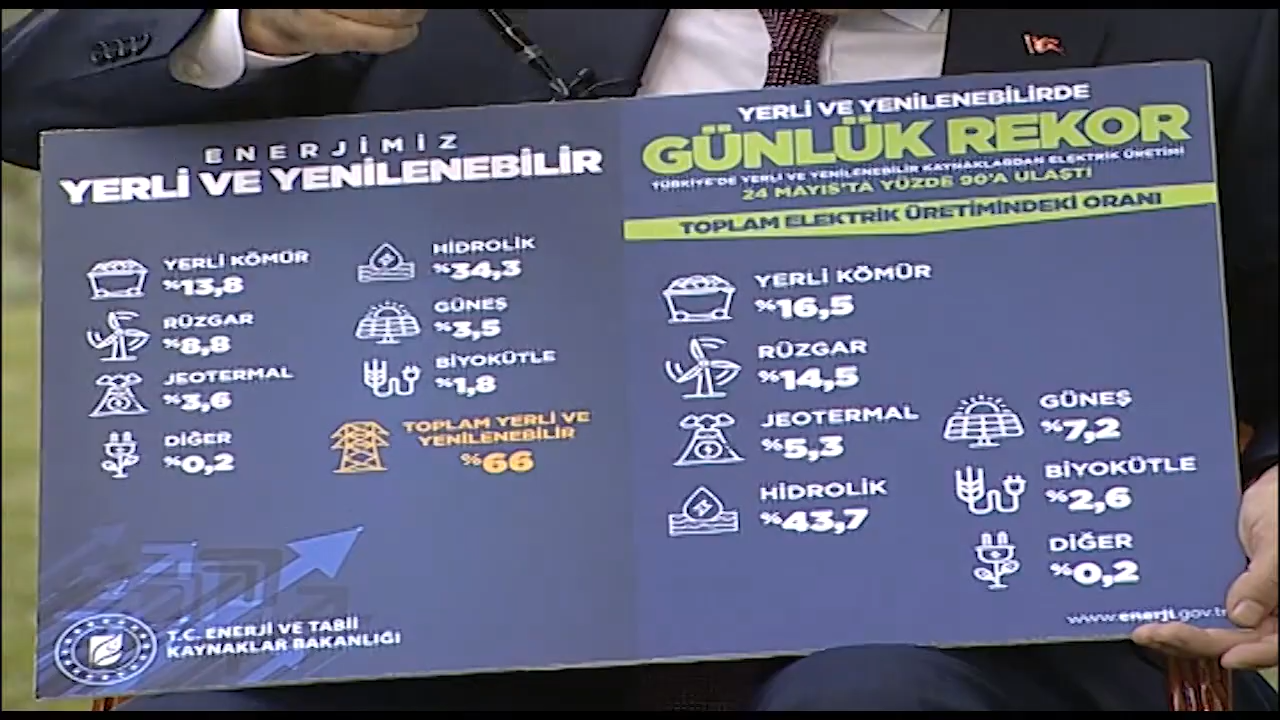 ENERJİMİZ
YERLİ VE YENİLENEBİLİR
YERLİ KÖMÜR
%13,8
HİDROLİK
%34,3
RÜZGAR
%8,8
GÜNEŞ
%3,5
JEOTERMAL
%3,6
BİYOKÜTLE
%1,8
DİĞER
%0,2
TOPLAM YERLİ VE
YENİLENEBİLİR
%66
T.C. ENERJİ VE TABİİ
KAYNAKLAR BAKANLIĞI
YERLİ VE YENİLENEBİLİRDE
GÜNLÜK REKOR
TÜRKİYE'DE YERLİ VE YENİLENEBİLİR KAYNAKLARDAN ELEKTRİK ÜRETİMİ
24 MAYIS'TA YÜZDE 90'A ULAŞTI
TOPLAM ELEKTRİK ÜRETİMİNDEKİ ORANI
YERLİ KÖMÜR
%16,5
RÜZGAR
%14,5
JEOTERMAL
%5,3
HİDROLİK
%43,7
GÜNEŞ
%7,2
BİYOKÜTLE
%2,6
DİĞER
%0,2
www.enerji.gov.tr